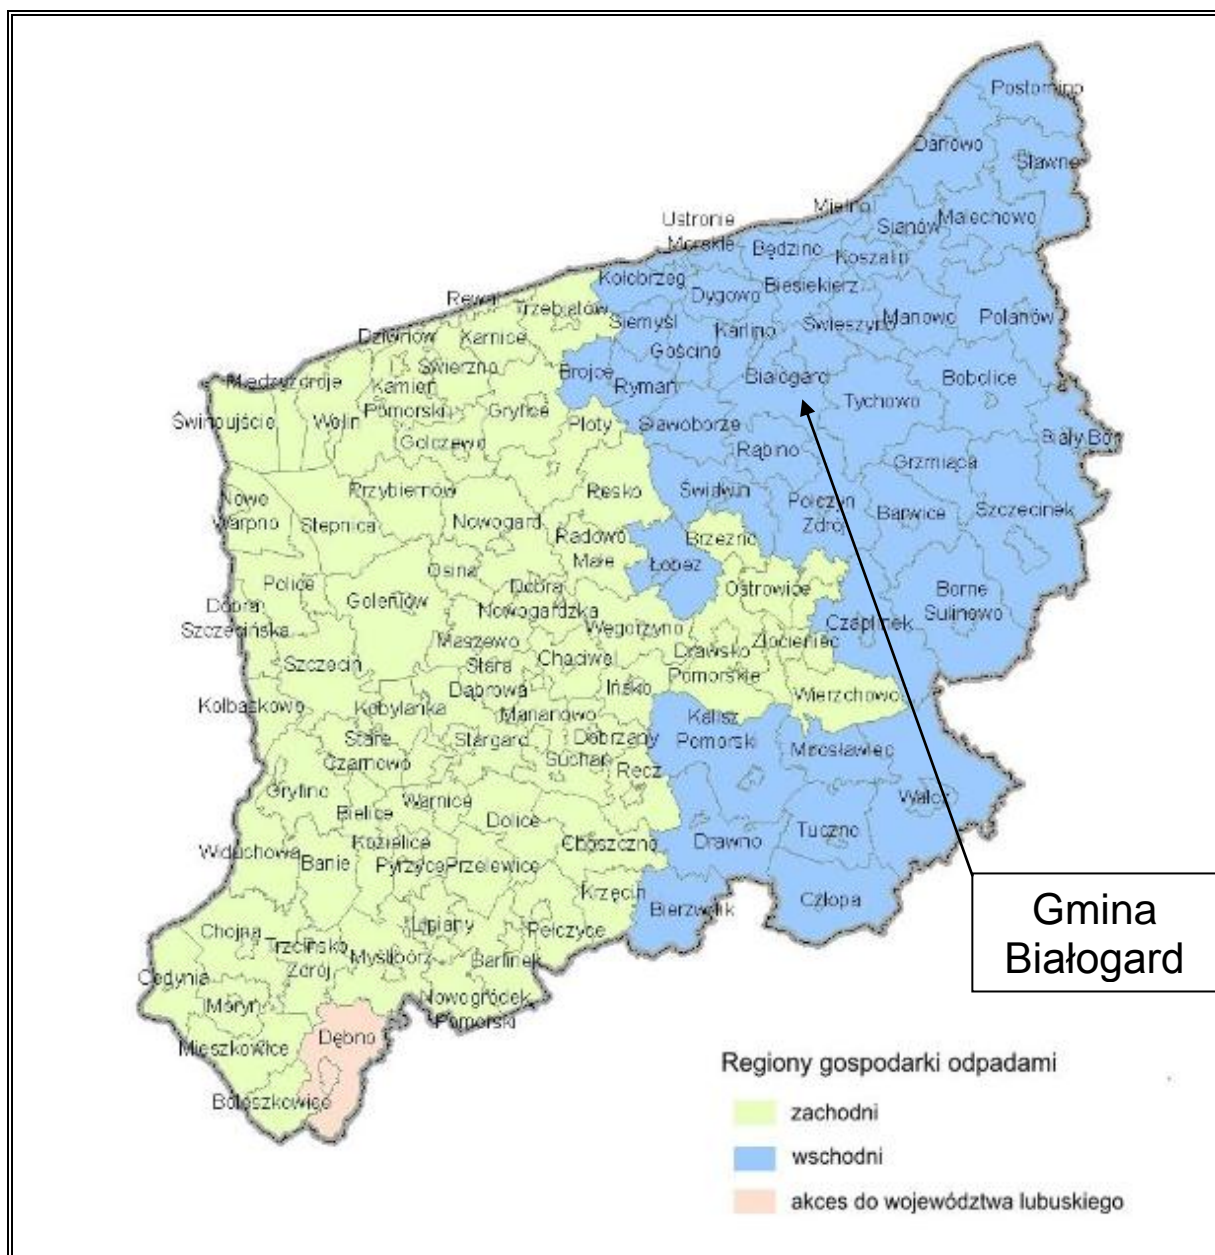 Postomino
Darłowo
Sławno
Mielno
Ustronie
Morskie
Sianów
Malechowo
Będzino
Koszalin
Kołobrzeg
Dygowo
Biesiekierz
Rewal
Trzebiatów
Siemyśl
Karlino
Świeszyno
Manowo
Polanów
Dziwnów
Karnice
Gościno
Świerzno
Brojce
Rymań
Białogard
Bobolice
Międzyzdroje
Kamień
Pomorski
Gryfice
Tychowo
Świnoujście
Wolin
Golczewo
Płoty
Sławoborze
Rąbino
Biały Bór
Grzmiąca
Przybiernów
Resko
Świdwin
Połczyn
Zdrój
Barwice
Szczecinek
Nowe
Warpno
Stepnica
Nowogard
Radowo
Małe
Brzeżno
Łobez
Police
Osina
Dobra
Nowogardzka
Ostrowice
Borne
Sulinowo
Goleniów
Dobra
Szczecińska
Węgorzyno
Czaplinek
Maszewo
Złocieniec
Szczecin
Stara
Dąbrowa
Chociwel
Drawsko
Pomorskie
Ińsko
Wierzchowo
Kołbaskowo
Kobylanka
Marianowo
Kalisz
Pomorski
Stare
Czarnowo
Stargard
Dobrzany
Suchań
Mirosławiec
Recz
Gryfino
Warnice
Wałcz
Bielice
Dolice
Tuczno
Widuchowa
Banie
Kozielice
Pyrzyce
Przelewice
Choszczno
Drawno
Krzęcin
Bierzwnik
Człopa
Gmina
Białogard
Chojna
Trzcińsko
Zdrój
Lipiany
Pełczyce
Cedynia
Myślibórz
Barlinek
Moryń
Nowogródek
Pomorski
Mieszkowice
Dębno
Boleszkowice
Regiony gospodarki odpadami
zachodni
wschodni
akces do województwa lubuskiego